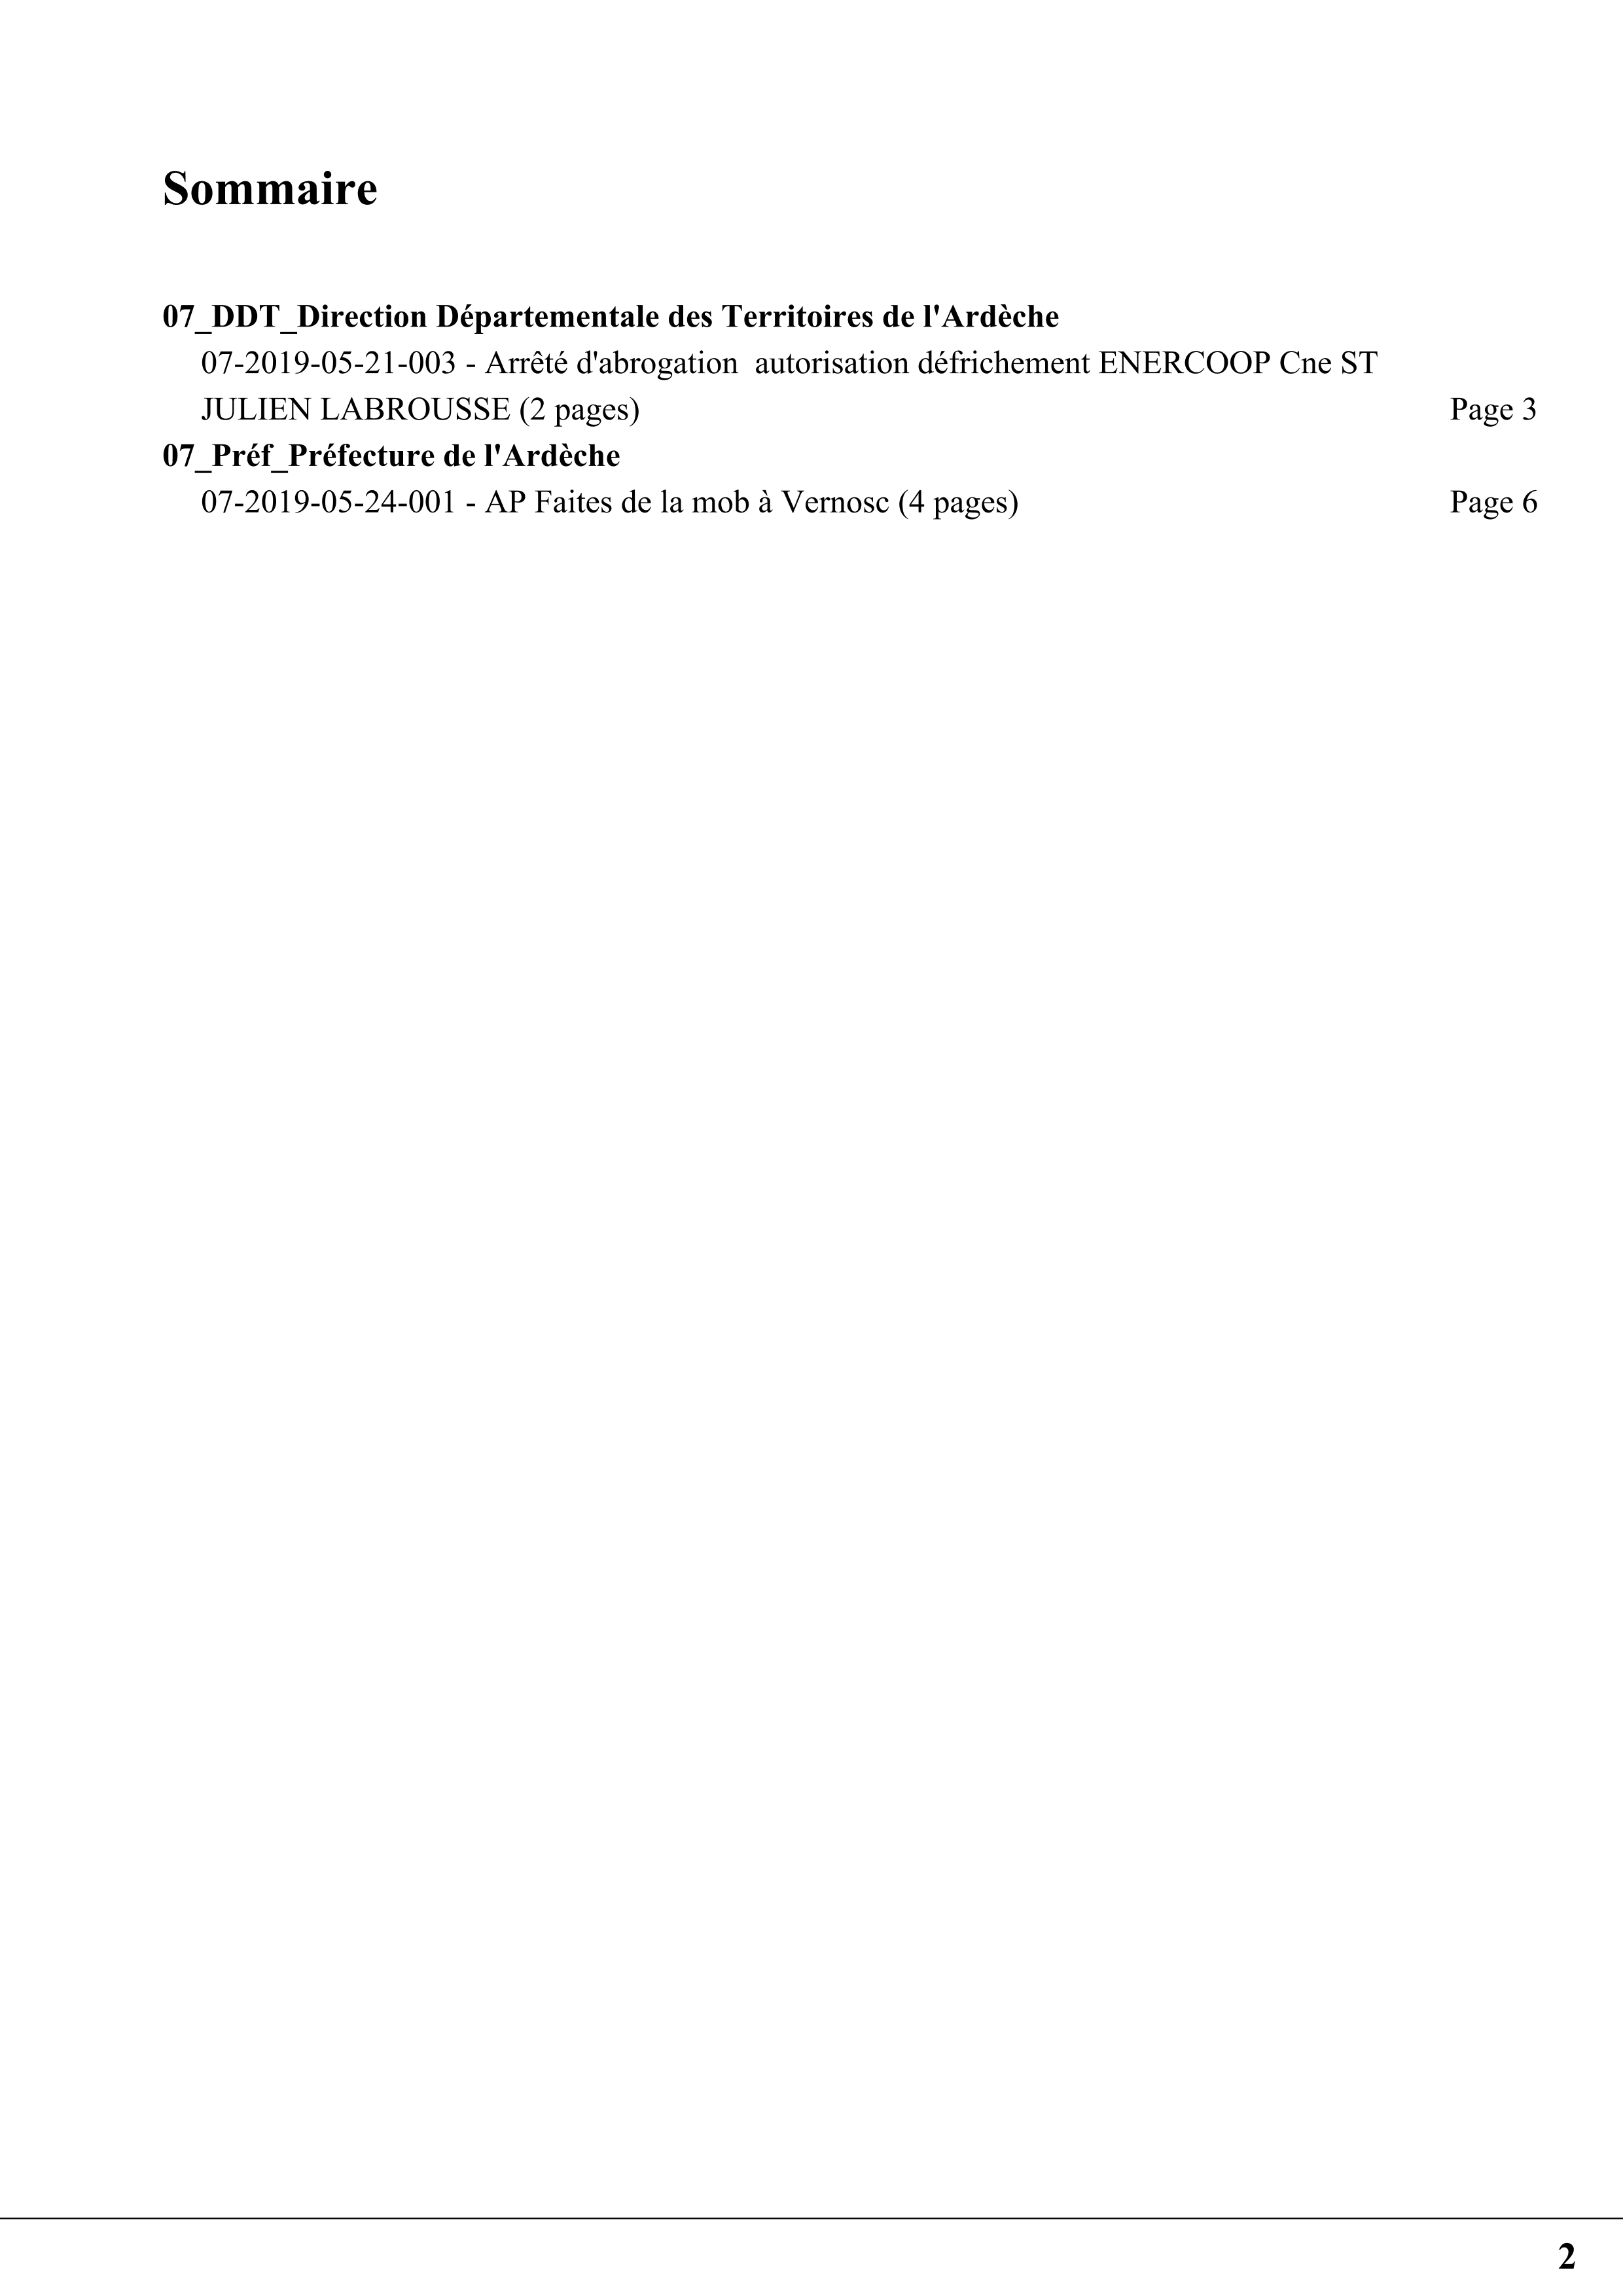 Sommaire
07_DDT_Direction Départementale des Territoires de l'Ardèche
07-2019-05-21-003 - Arrêté d'abrogation  autorisation défrichement ENERCOOP Cne ST
JULIEN LABROUSSE (2 pages) Page 3
07_Préf_Préfecture de l'Ardèche
07-2019-05-24-001 - AP Faites de la mob à Vernosc (4 pages) Page 6
2